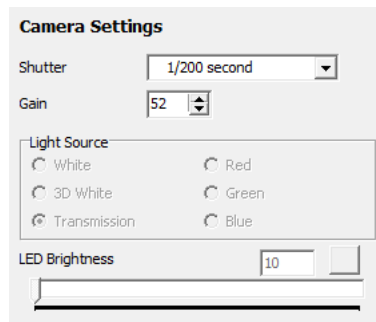 Camera Settings
Shutter 1/200 second
Gain 52
Light Source
White Red
3D White Green
Transmission Blue
LED Brightness 10